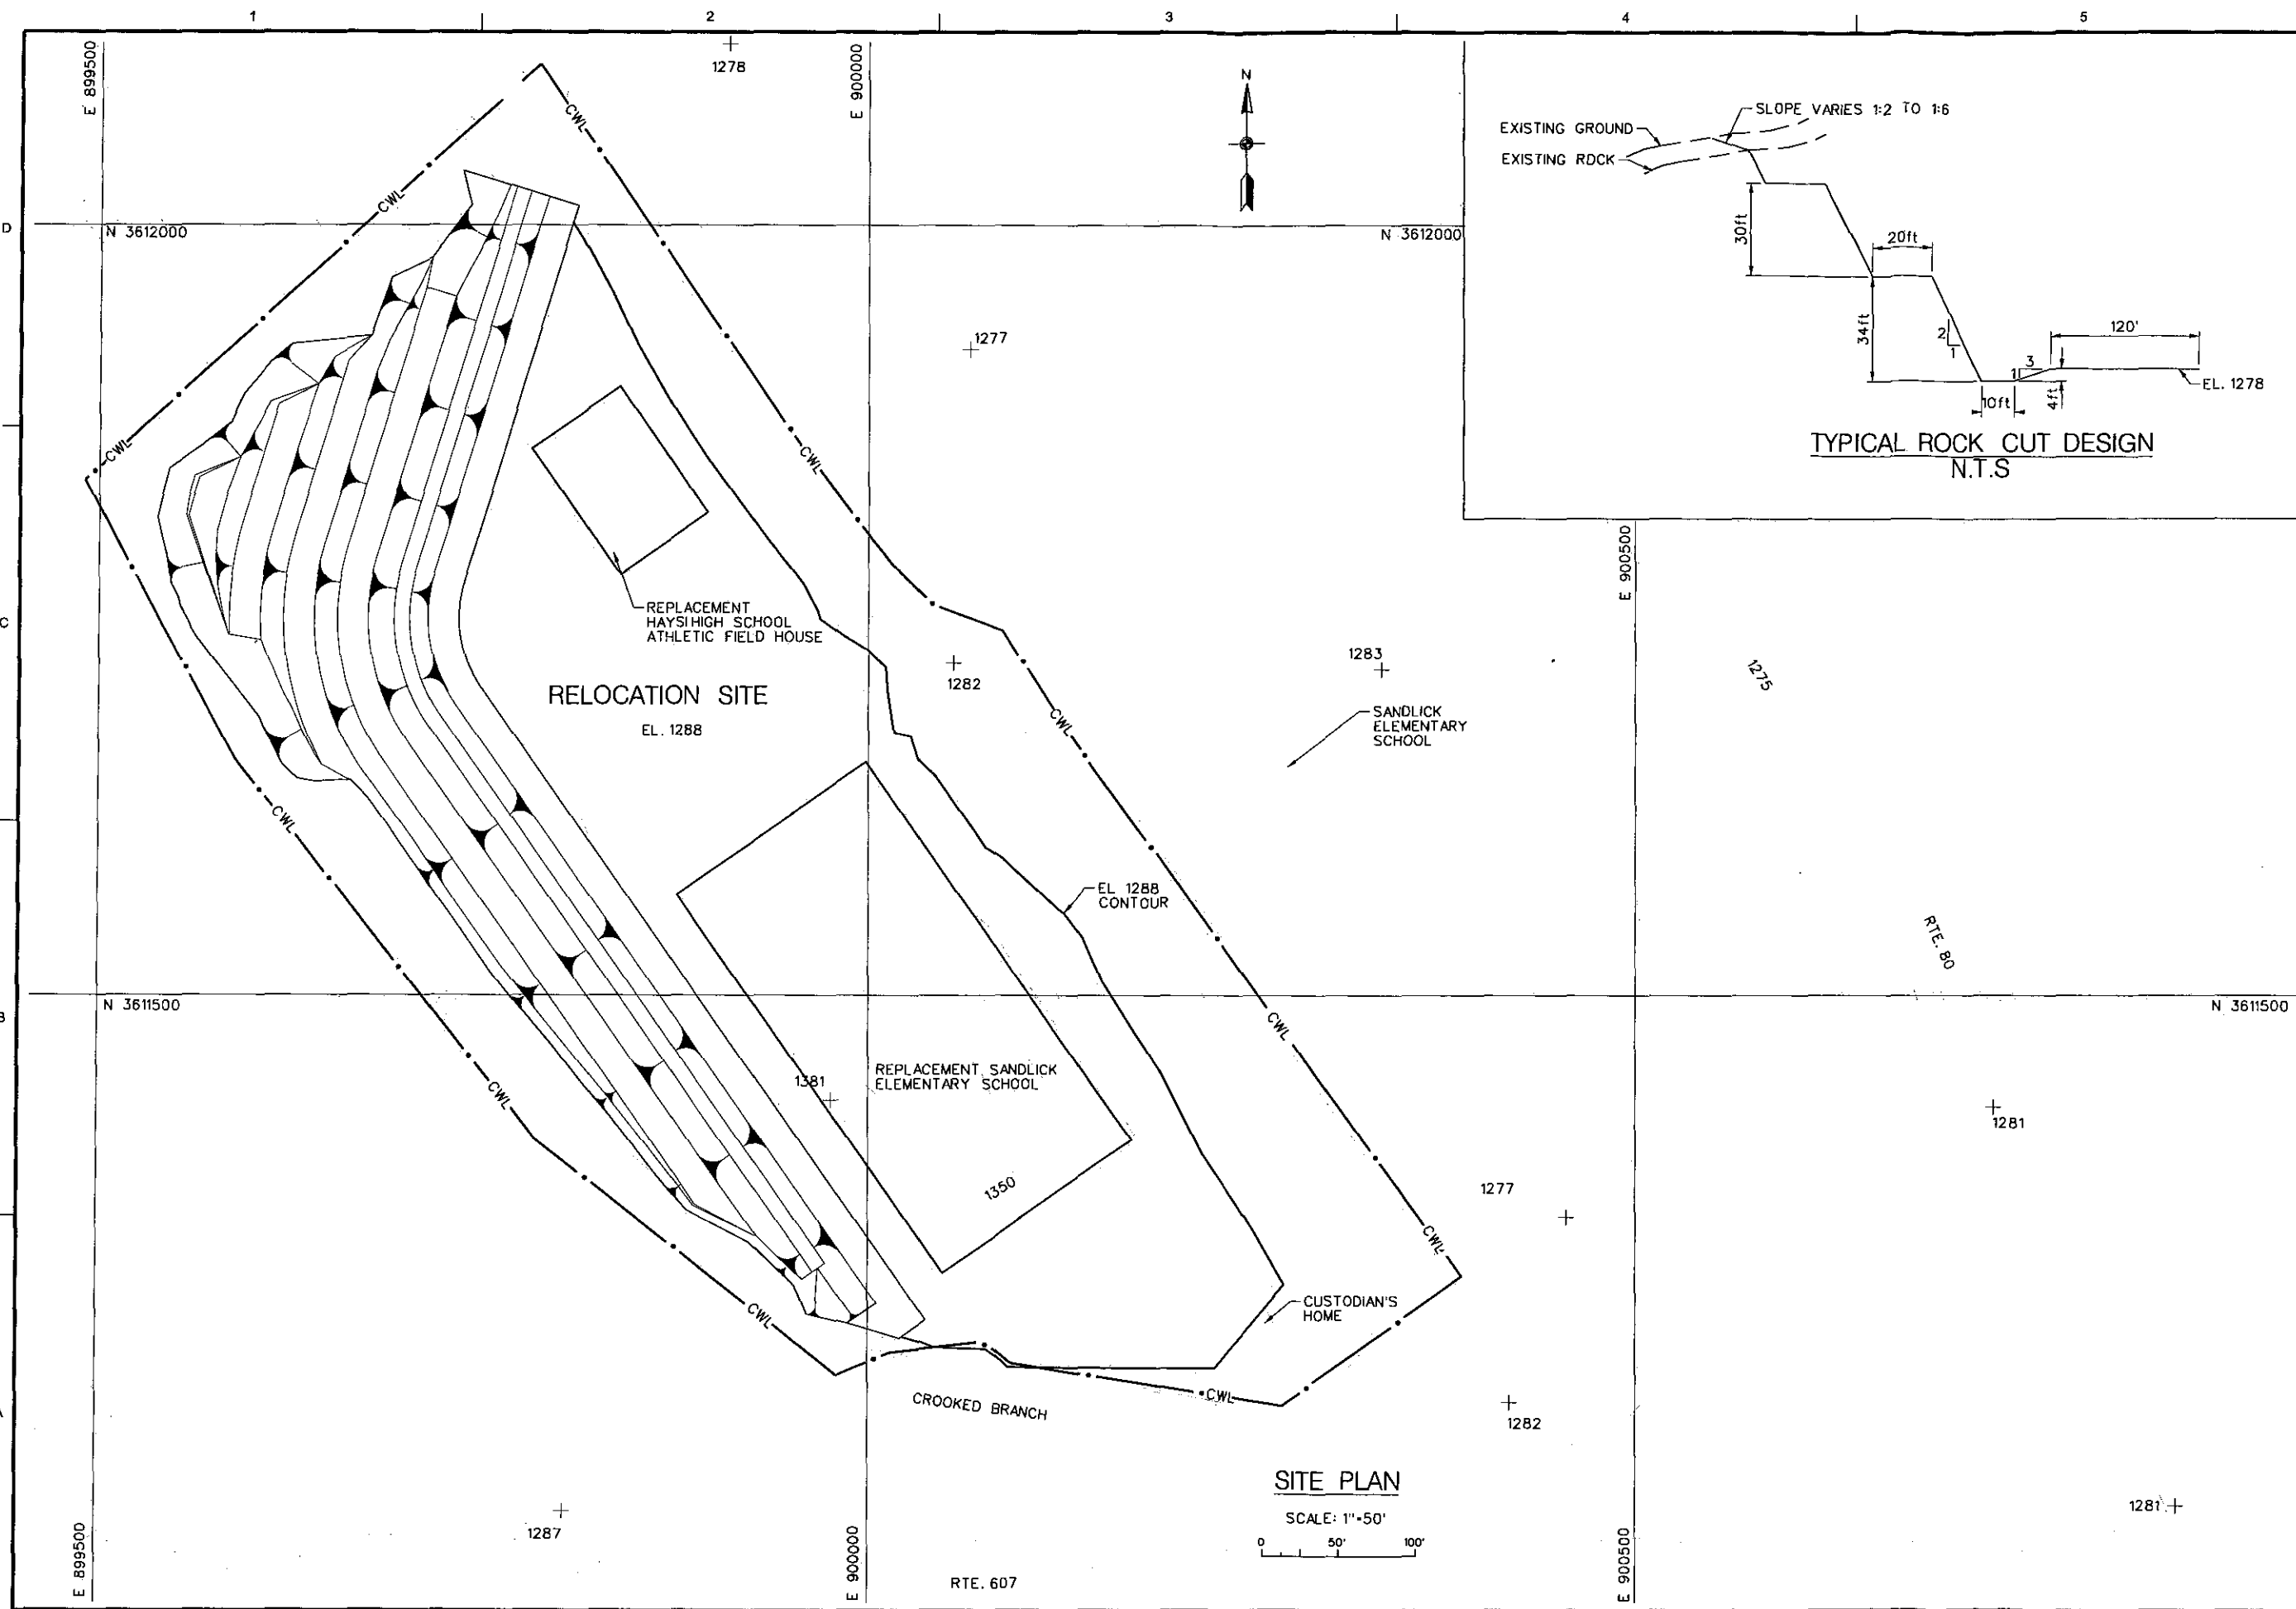 1
2
3
4
5
E 899500
1278
E 900000
N
SLOPE VARIES 1:2 TO 1:6
EXISTING GROUND
EXISTING ROCK
CWL
CWL
D
N 3612000
N 3612000
30ft
20ft
34ft
2
1
120'
3
1
EL. 1278
10ft
4ft
TYPICAL ROCK CUT DESIGN
N.T.S
1277
CWL
CWL
E 900500
C
REPLACEMENT
HAYSI HIGH SCHOOL
ATHLETIC FIELD HOUSE
1283
1282
1275
RELOCATION SITE
EL. 1288
CWL
SANDLICK
ELEMENTARY
SCHOOL
CWL
EL 1288
CONTOUR
RTE. 80
B
N 3611500
N 3611500
CWL
CWL
1381
REPLACEMENT SANDLICK
ELEMENTARY SCHOOL
1281
1350
1277
CWL
CWL
CUSTODIAN'S
HOME
CWL
CROOKED BRANCH
A
1282
SITE PLAN
1287
SCALE: 1"=50'
1281
0 50' 100'
E 899500
E 900000
E 900500
RTE. 607